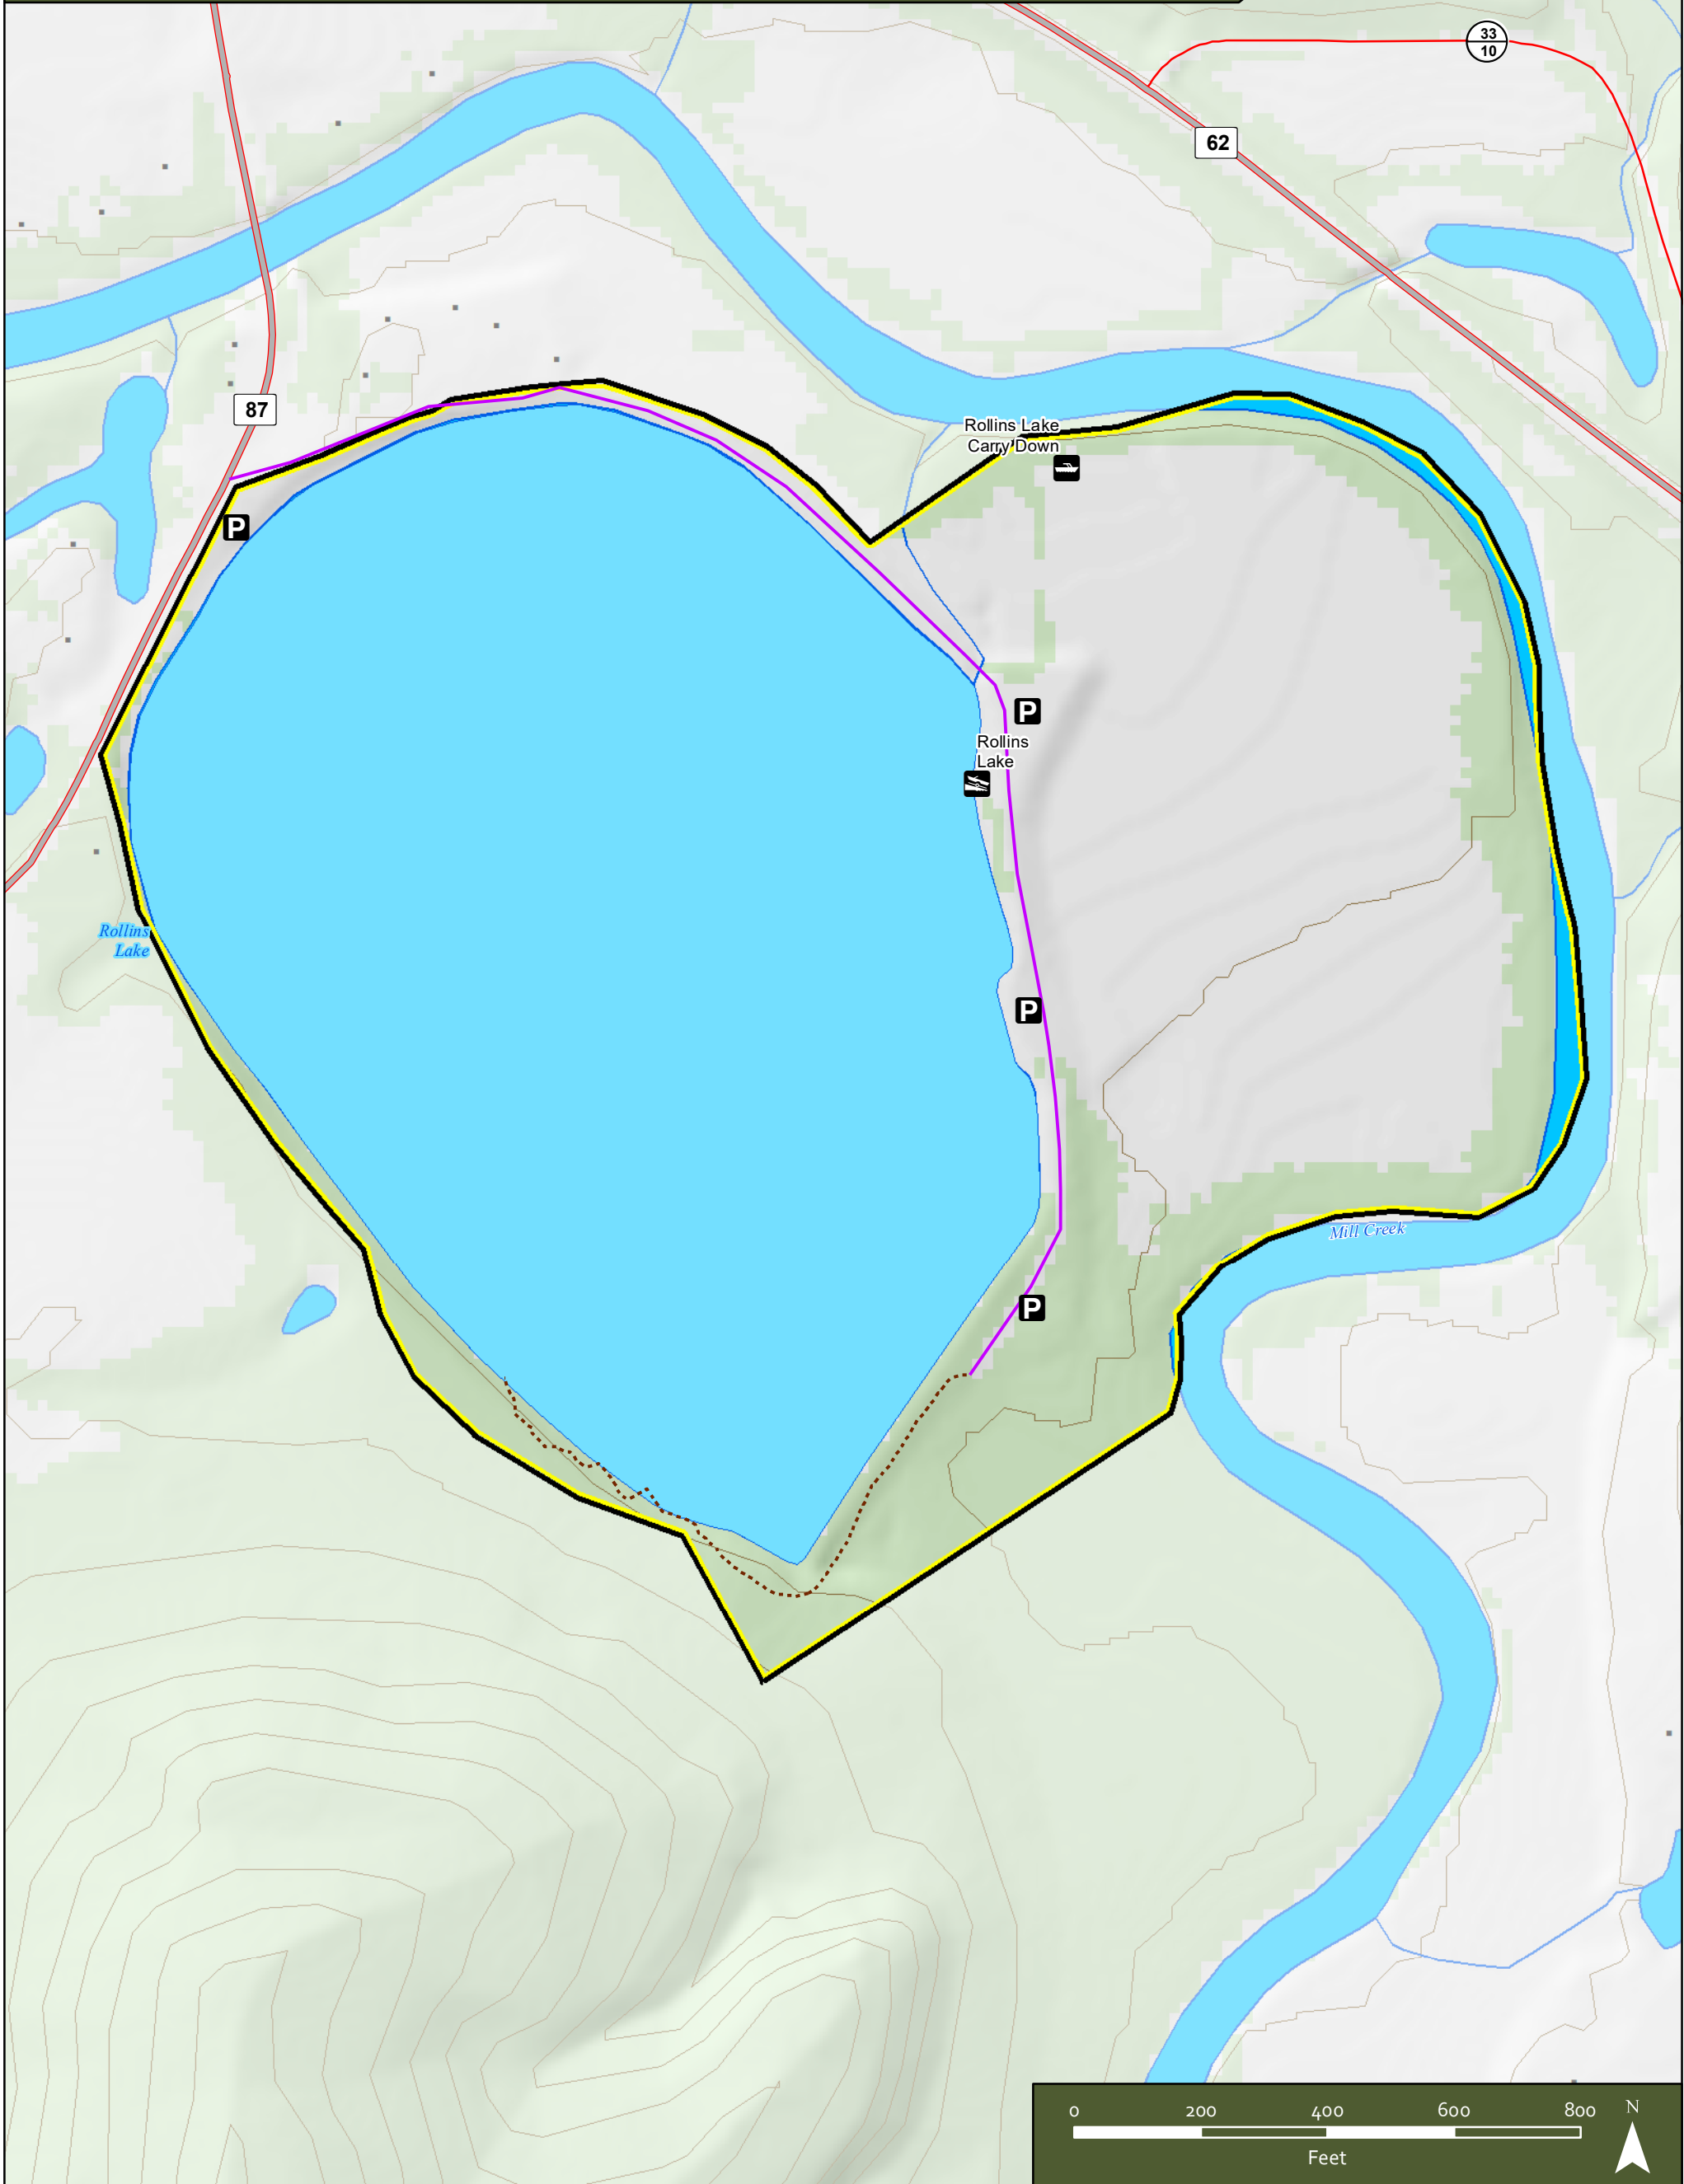 33
10
62
87
Rollins Lake
Carry Down
P
P
Rollins
Lake
Rollins
Lake
P
Mill Creek
P
0 200 400 600 800
Feet
N